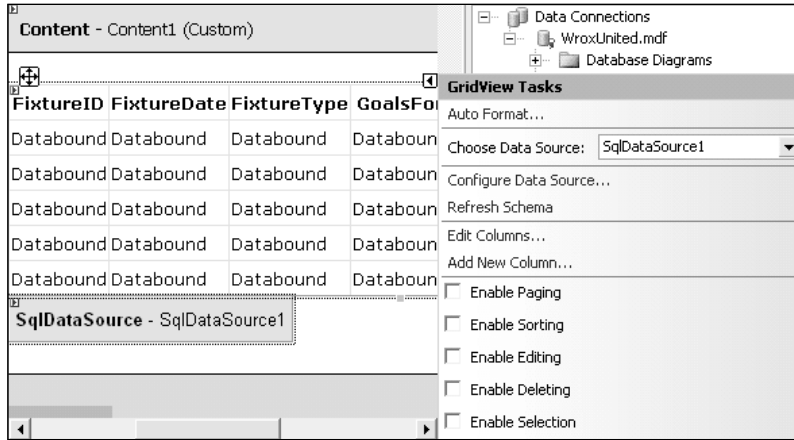 Content - Content1 (Custom)
FixtureID FixtureDate FixtureType GoalsFor
Databound Databound Databound Databoun
Databound Databound Databound Databoun
Databound Databound Databound Databoun
Databound Databound Databound Databoun
Databound Databound Databound Databoun
SqlDataSource - SqlDataSource1
Data Connections
WroxUnited.mdf
Database Diagrams
GridView Tasks
Auto Format...
Choose Data Source: SqlDataSource1
Configure Data Source...
Refresh Schema
Edit Columns...
Add New Column...
Enable Paging
Enable Sorting
Enable Editing
Enable Deleting
Enable Selection